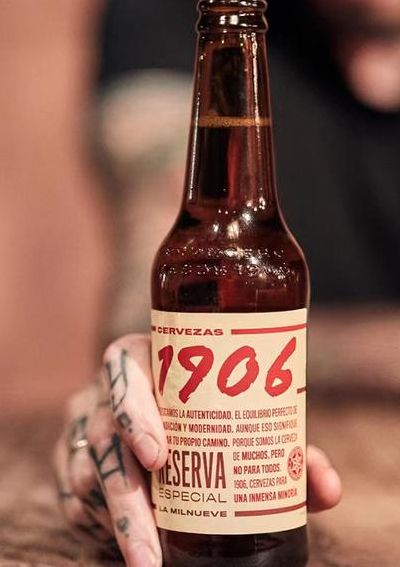 CERVEZAS
1906
BUSCAMOS LA AUTENTICIDAD, EL EQUILIBRIO PERFECTO DE
Y MODERNIDAD. AUNQUE ESO SIGNIFIQUE
TU PROPIO CAMINO. PORQUE SOMOS LA CERVEZA
DE MUCHOS, PERO
NO PARA TODOS.
1906, CERVEZAS PARA
UNA INMENSA MINORÍA
RESERVA
ESPECIAL
LA MILNUEVE